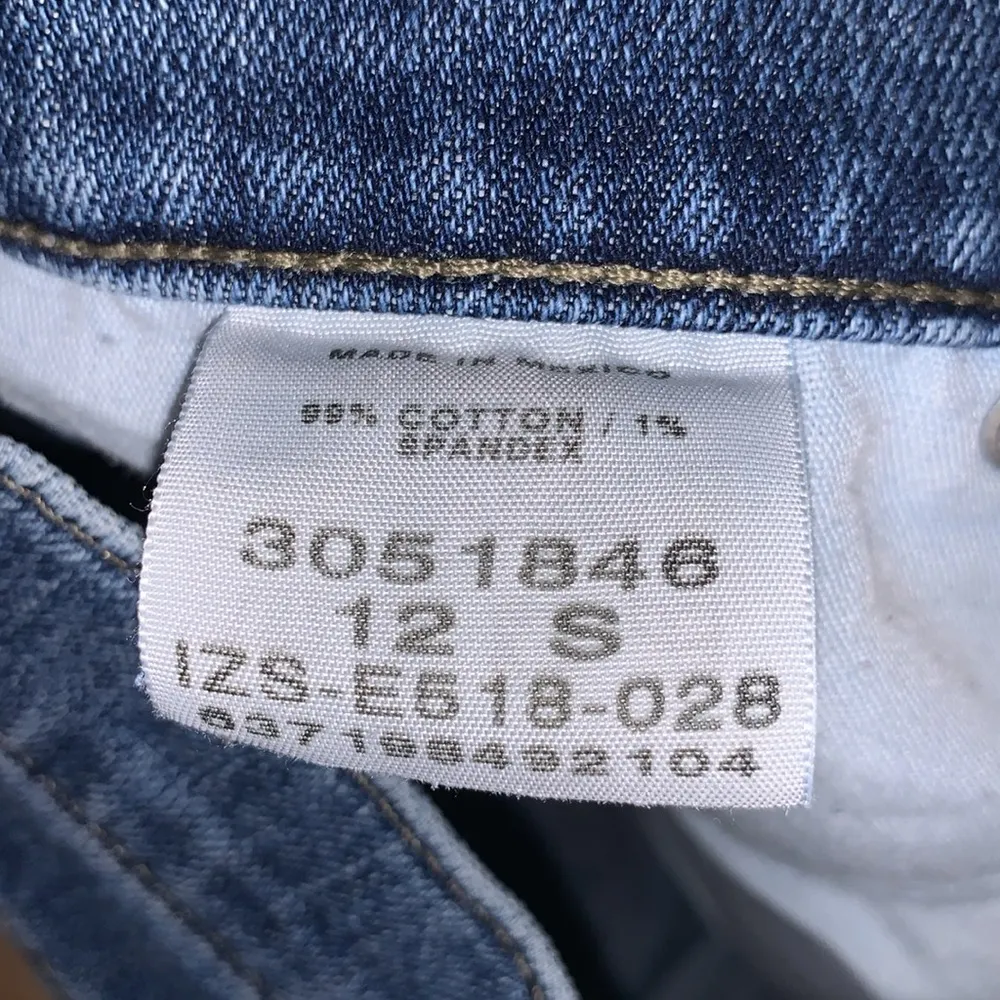 MADE IN MEXICO
99% COTTON / 1%
SPANDEX
3051846
12 S
IZS-E518-028